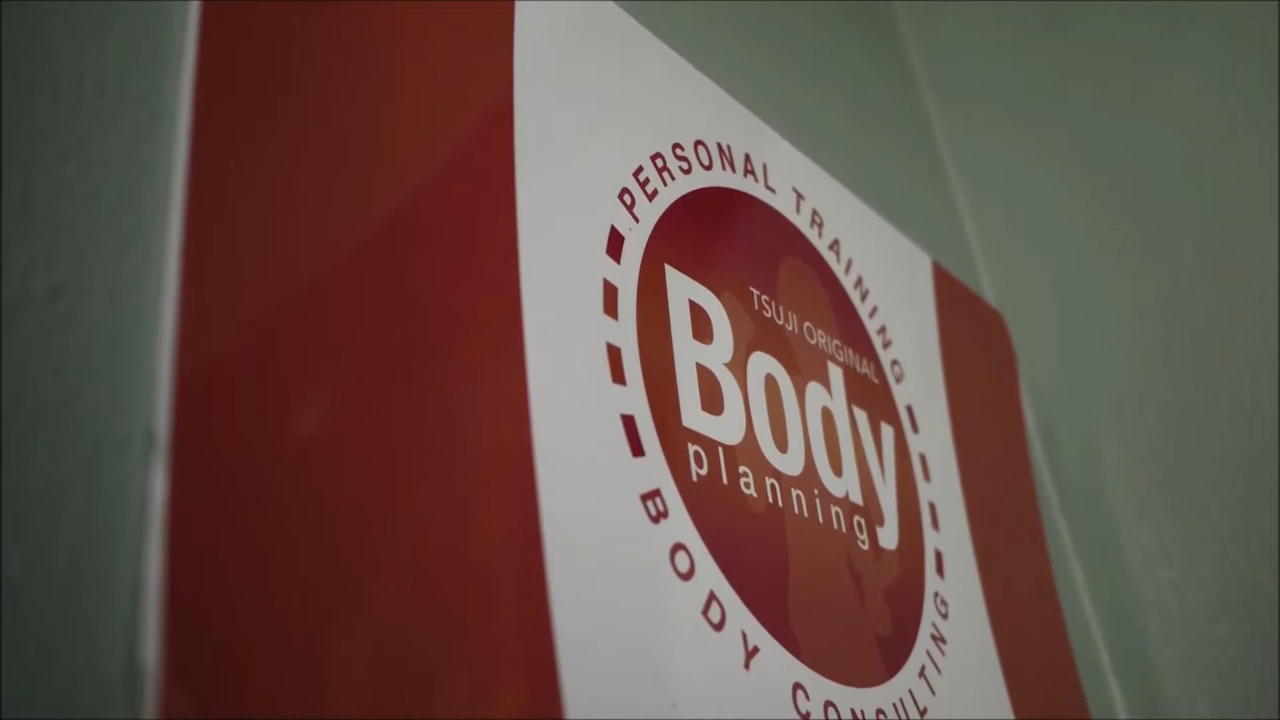 PERSONAL TRAINING
TSUJI ORIGINAL
Body
planning
BODY CONSULTING